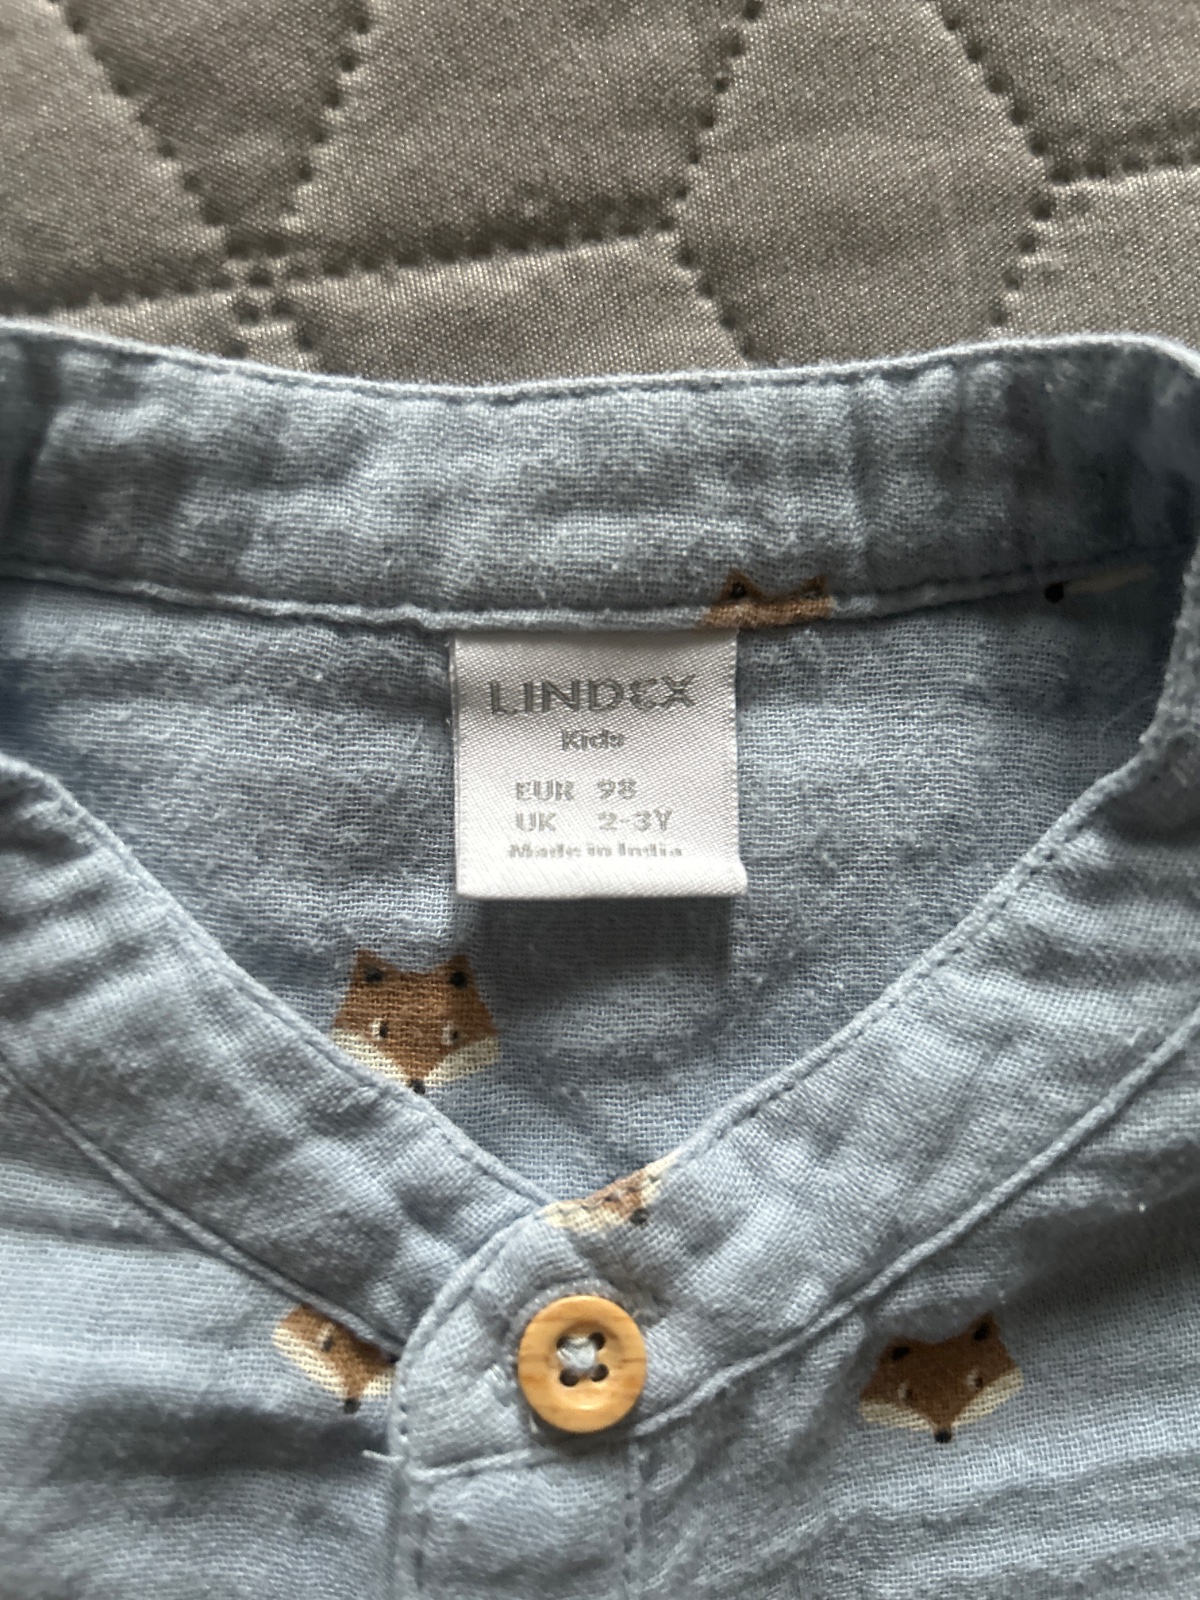 LINDEX
Kids
EUR 98
UK 2-3Y
Made in India